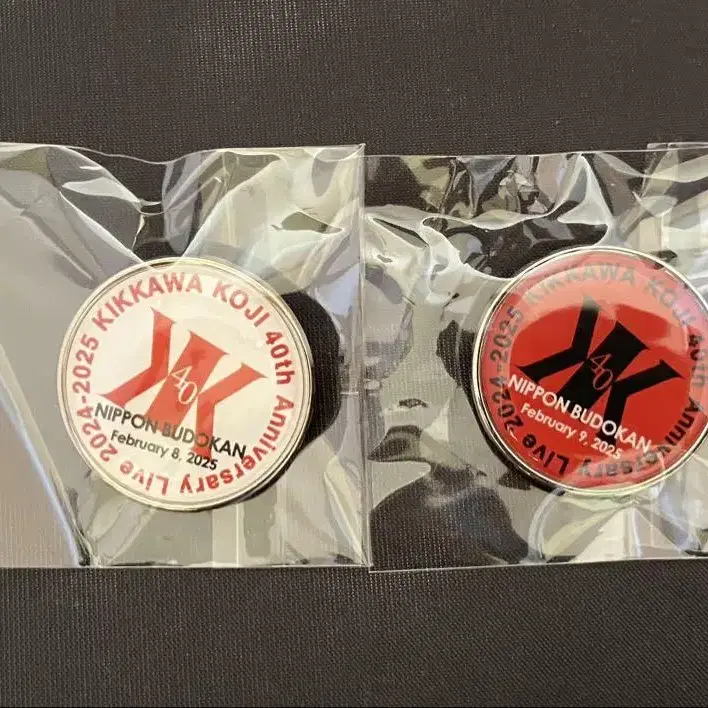 KIKKAWA KOJI 40th Anniversary Live 2024-2025
40
NIPPON BUDOKAN
February 8, 2025
KIKKAWA KOJI 40th Anniversary Live 2024-2025
40
NIPPON BUDOKAN
February 9, 2025